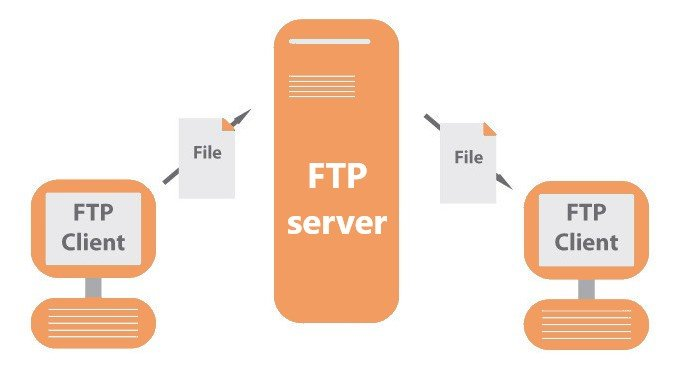 File
File
FTP
server
FTP
Client
FTP
Client